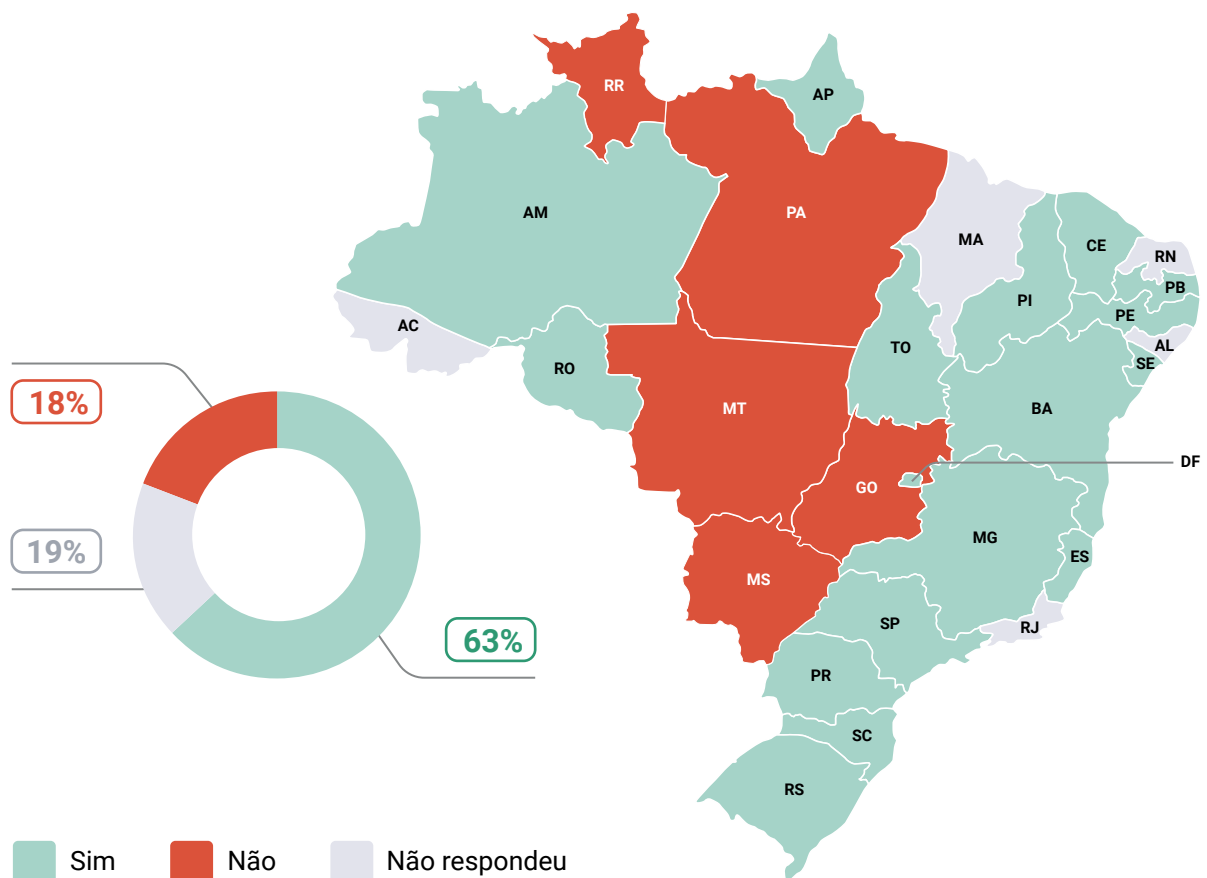 RR
AP
AM
PA
MA
CE
RN
PB
PI
PE
AC
AL
TO
SE
RO
MT
BA
18%
DF
GO
MG
19%
ES
MS
SP
RJ
63%
PR
SC
RS
Sim
Não
Não respondeu